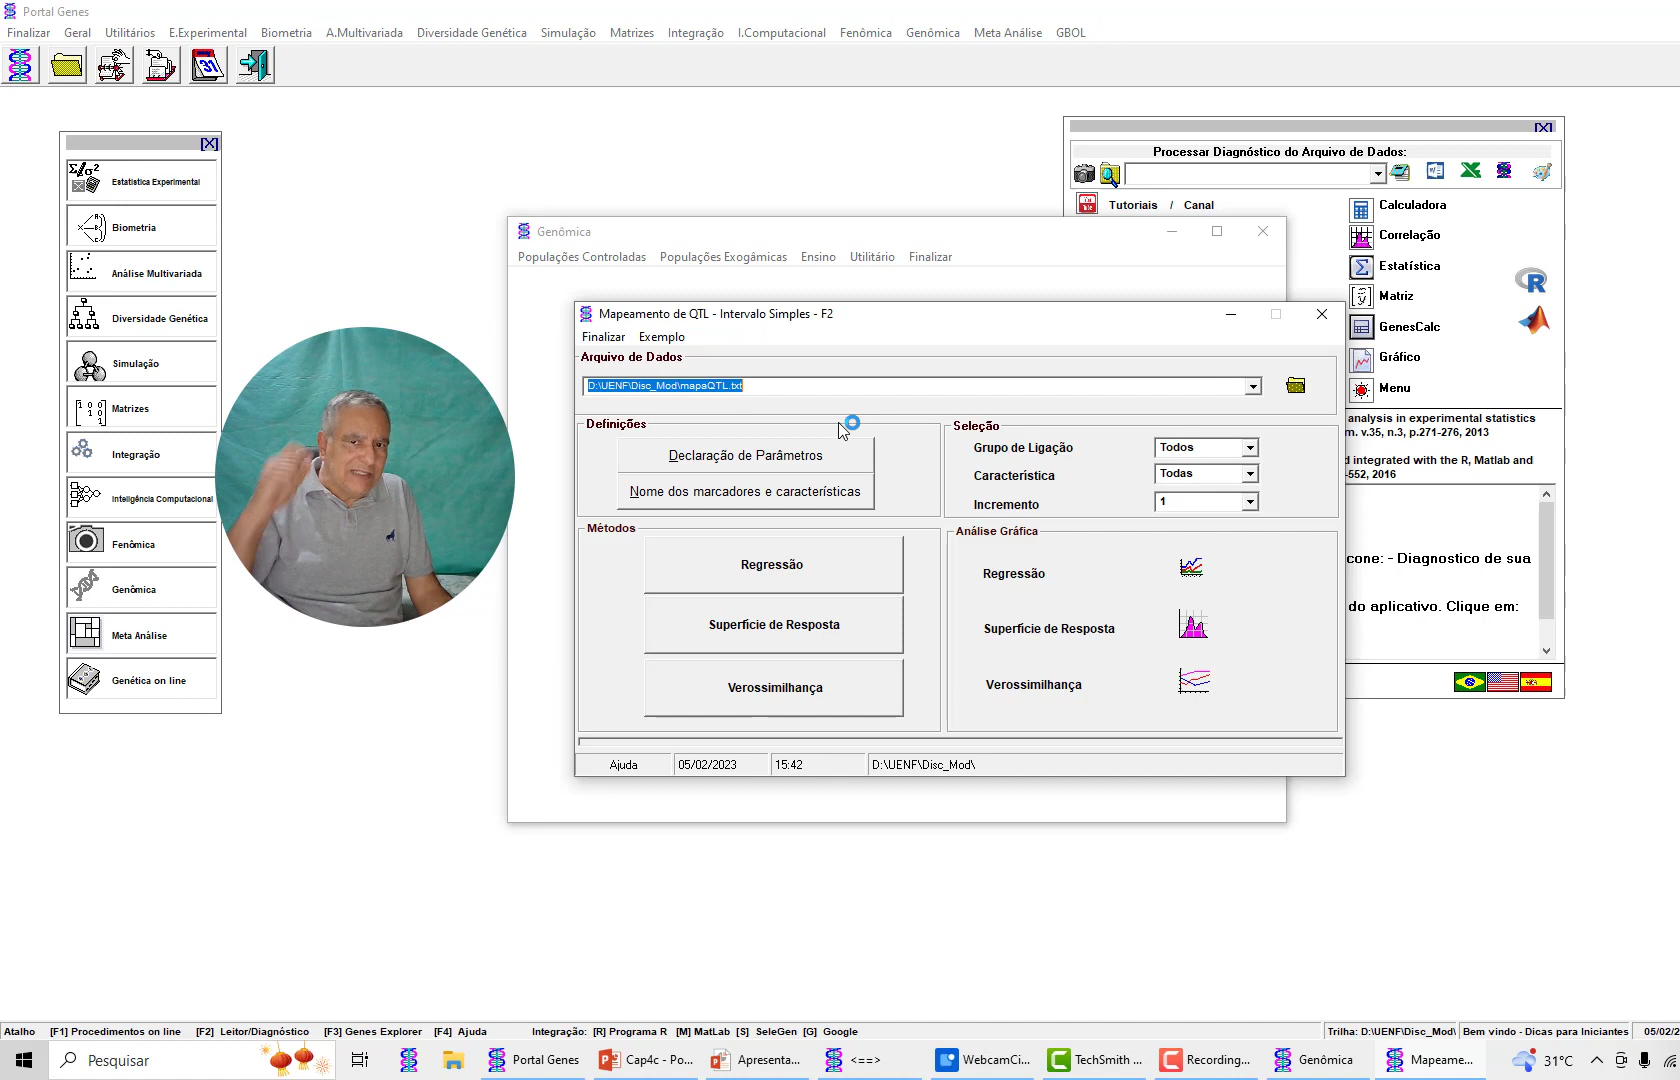 Portal Genes
Finalizar Geral Utilitários E.Experimental Biometria A.Multivariada Diversidade Genética Simulação Matrizes Integração I.Computacional Fenômica Genômica Meta Análise GBOL
31
[X]
Σ/σ²
Estatística Experimental
Biometria
Análise Multivariada
Diversidade Genética
Simulação
Matrizes
Integração
Inteligência Computacional
Fenômica
Genômica
Meta Análise
Genética on line
[X]
Processar Diagnóstico do Arquivo de Dados:
Tutoriais / Canal
Calculadora
Correlação
Estatística
Matriz
GenesCalc
Gráfico
Menu
analysis in experimental statistics
m. v.35, n.3, p.271-276, 2013
d integrated with the R, Matlab and
-552, 2016
cone: - Diagnostico de sua
do aplicativo. Clique em:
Genômica
Populações Controladas Populações Exogâmicas Ensino Utilitário Finalizar
Mapeamento de QTL - Intervalo Simples - F2
Finalizar Exemplo
Arquivo de Dados
D:\UENF\Disc_Mod\mapaQTL.txt
Definições
Declaração de Parâmetros
Nome dos marcadores e características
Seleção
Grupo de Ligação Todos
Característica Todas
Incremento 1
Métodos
Regressão
Superfície de Resposta
Verossimilhança
Análise Gráfica
Regressão
Superfície de Resposta
Verossimilhança
Ajuda 05/02/2023 15:42 D:\UENF\Disc_Mod\
Atalho [F1] Procedimentos on line [F2] Leitor/Diagnóstico [F3] Genes Explorer [F4] Ajuda Integração: [R] Programa R [M] MatLab [S] SeleGen [G] Google Trilha: D:\UENF\Disc_Mod\ Bem vindo - Dicas para Iniciantes 05/02/2
Pesquisar Portal Genes Cap4c - Po... Apresenta... <==> WebcamCi... TechSmith ... Recording... Genômica Mapeame... 31°C